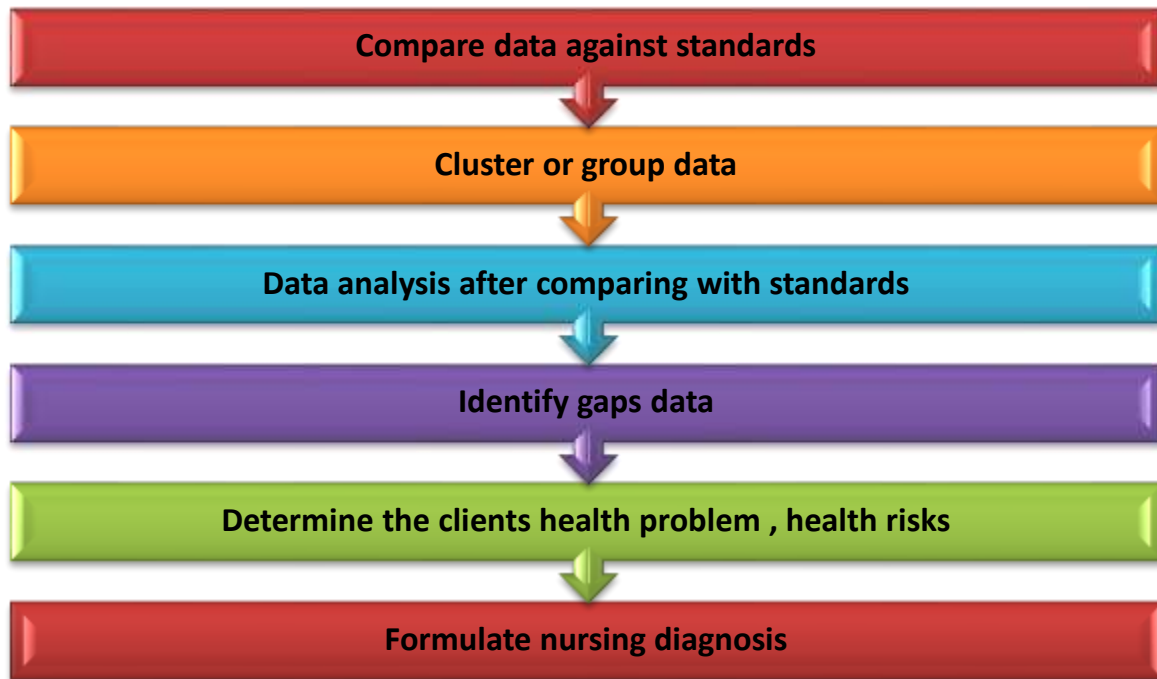 Compare data against standards
Cluster or group data
Data analysis after comparing with standards
Identify gaps data
Determine the clients health problem , health risks
Formulate nursing diagnosis